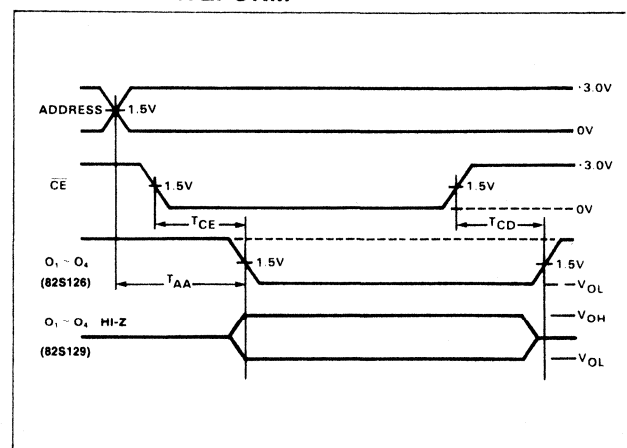 ADDRESS 1.5V ·3.0V
0V
CE 1.5V 1.5V ·3.0V
0V
TCE TCD
O1 ~ O4 1.5V 1.5V
(82S126) TAA VOL
O1 ~ O4 HI-Z VOH
(82S129) VOL